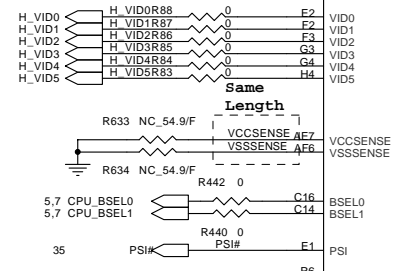 H_VID0 H_VID0R88 0 E2 VID0
H_VID1 H_VID1R87 0 F2 VID1
H_VID2 H_VID2R86 0 F3 VID2
H_VID3 H_VID3R85 0 G3 VID3
H_VID4 H_VID4R84 0 G4 VID4
H_VID5 H_VID5R83 0 H4 VID5
Same
Length
R633 NC_54.9/F
VCCSENSE AF7 VCCSENSE
VSSSENSE AF6 VSSSENSE
R634 NC_54.9/F
R442 0
5,7 CPU_BSEL0 C16 BSEL0
5,7 CPU_BSEL1 C14 BSEL1
R440 0
35 PSI# PSI# E1 PSI